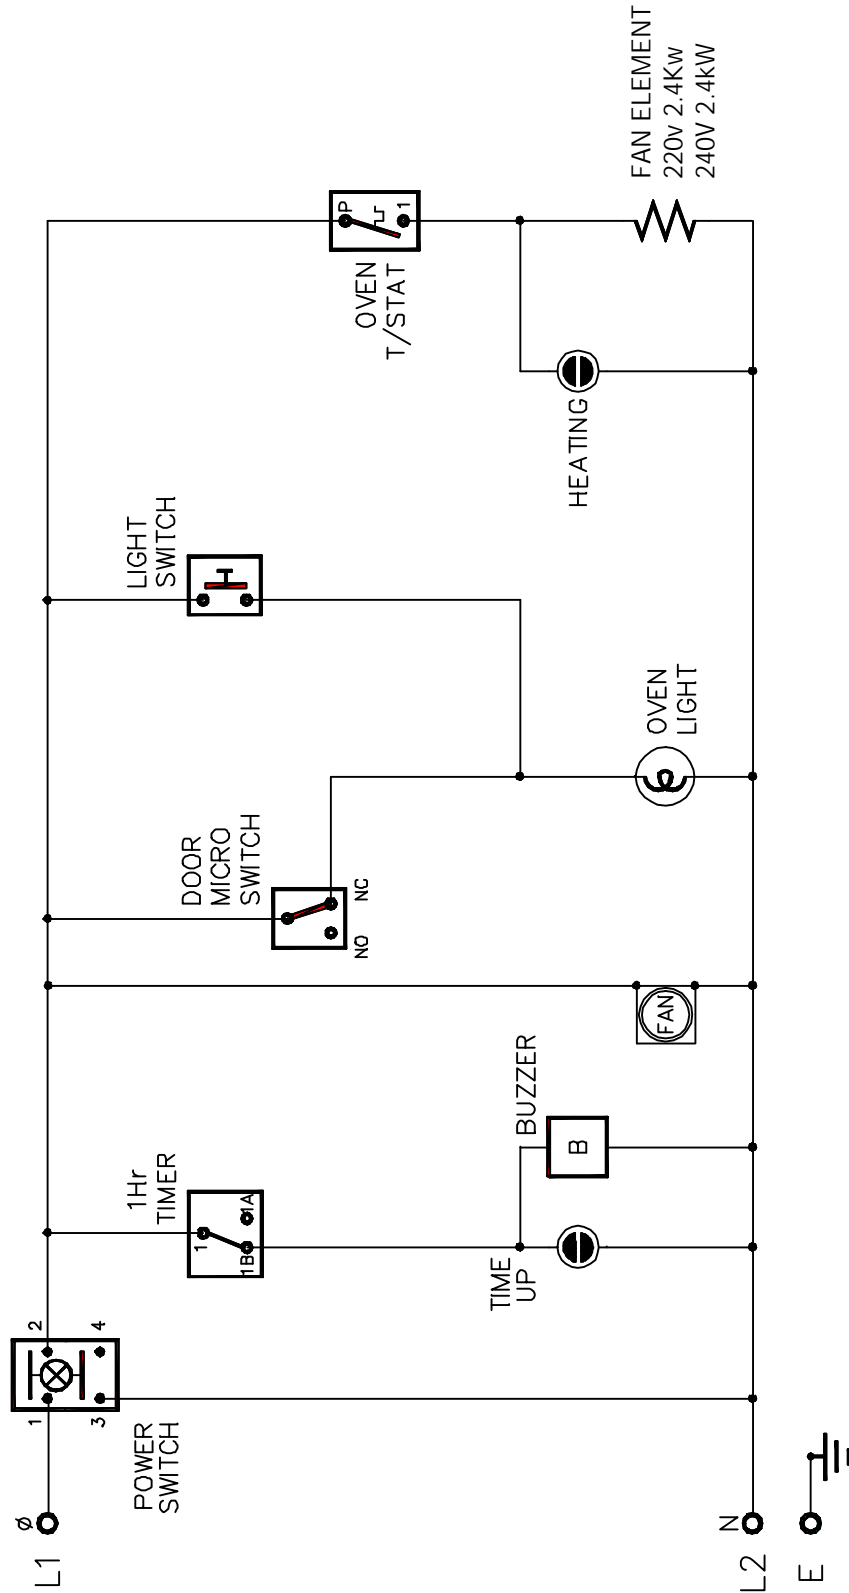 L1
Ø
POWER
SWITCH
1
2
3
4
1Hr
TIMER
1
1B
1A
TIME
UP
BUZZER
B
FAN
DOOR
MICRO
SWITCH
NO
NC
LIGHT
SWITCH
OVEN
LIGHT
OVEN
T/STAT
P
1
HEATING
FAN ELEMENT
220v 2.4Kw
240V 2.4kW
L2
N
E